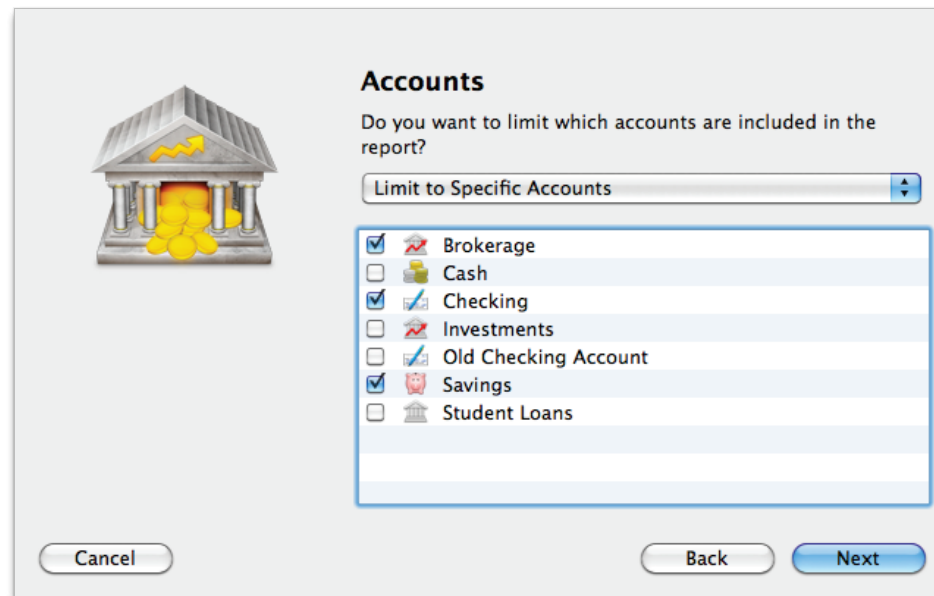 Accounts
Do you want to limit which accounts are included in the
report?
Limit to Specific Accounts
Brokerage
Cash
Checking
Investments
Old Checking Account
Savings
Student Loans
Cancel
Back
Next